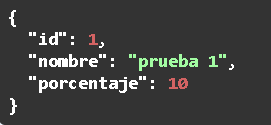 {
"id": 1,
"nombre": "prueba 1",
"porcentaje": 10
}